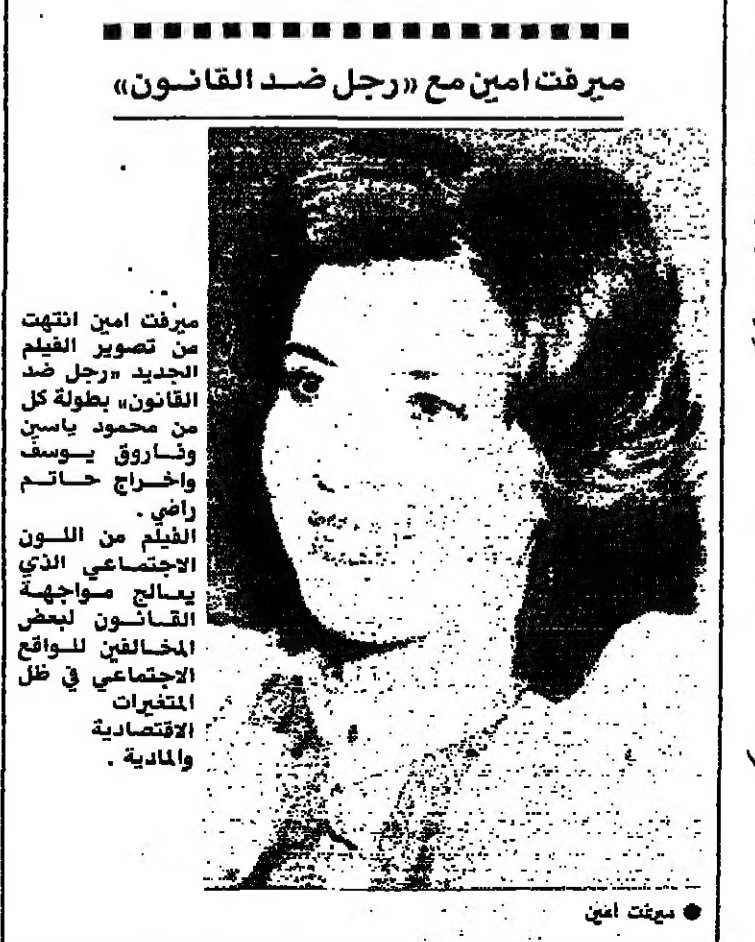 ميرفت امين مع «رجل ضد القانون»
ميرفت امين انتهت
من تصوير الفيلم
الجديد «رجل ضد
القانون» بطولة كل
من محمود ياسين
وفاروق يوسف
واخراج حاتم
راضي .
الفيلم من اللون
الاجتماعي الذي
يعالج مواجهة
القانون لبعض
المخالفين للواقع
الاجتماعي في ظل
المتغيرات
الاقتصادية
والمادية .
● ميرفت امين